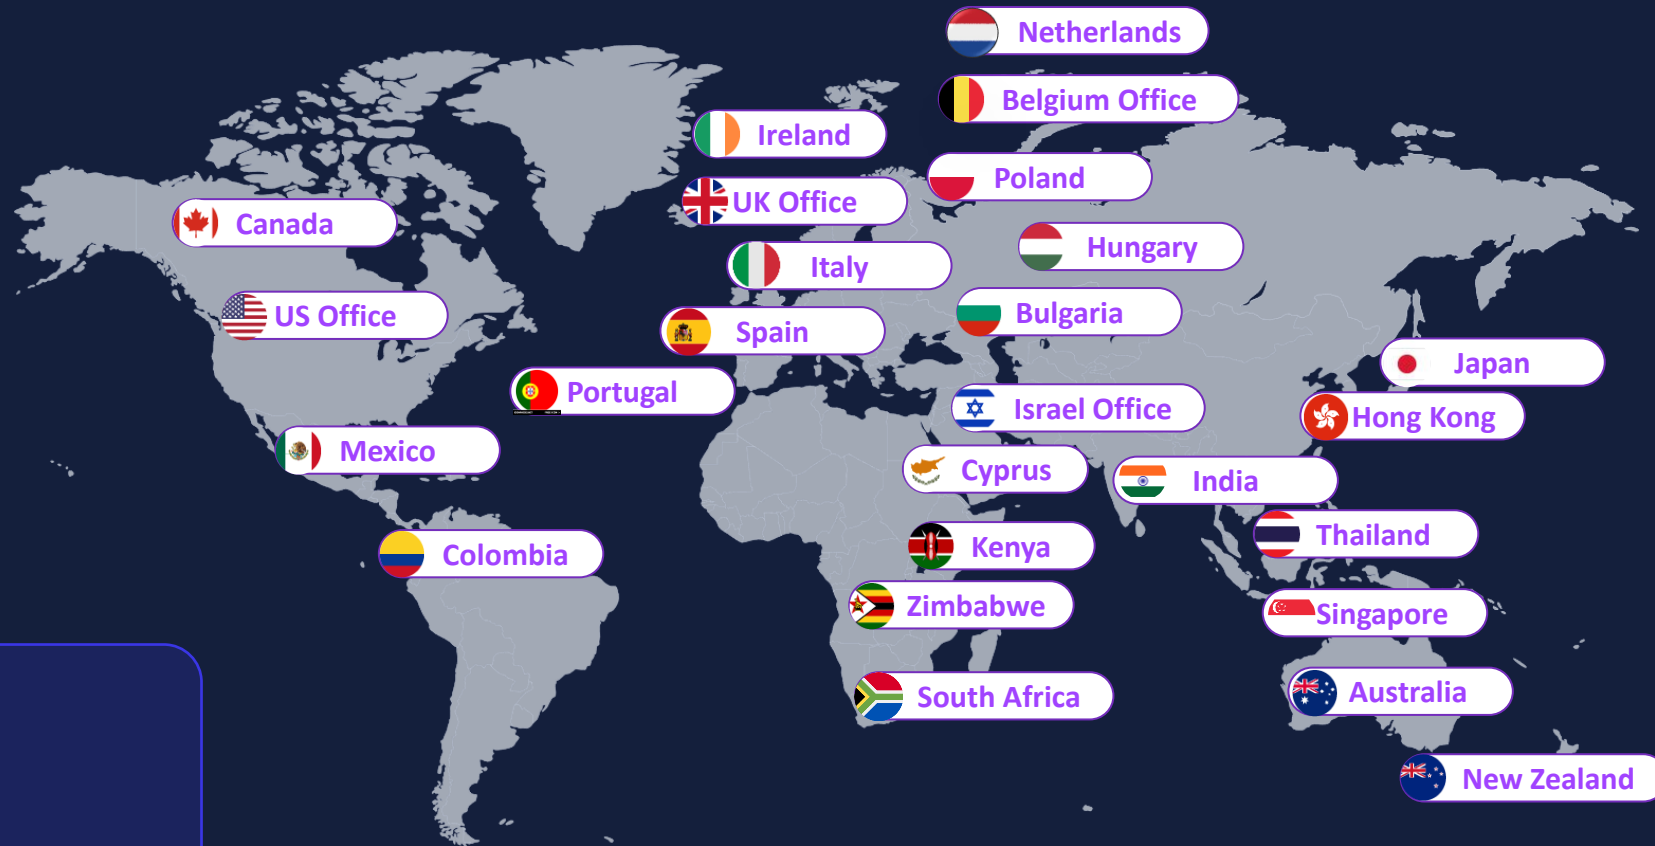 Netherlands
Belgium Office
Ireland
Poland
UK Office
Canada
Hungary
Italy
Bulgaria
US Office
Spain
Japan
Portugal
Israel Office
Hong Kong
Mexico
Cyprus
India
Thailand
Kenya
Colombia
Zimbabwe
Singapore
Australia
South Africa
New Zealand